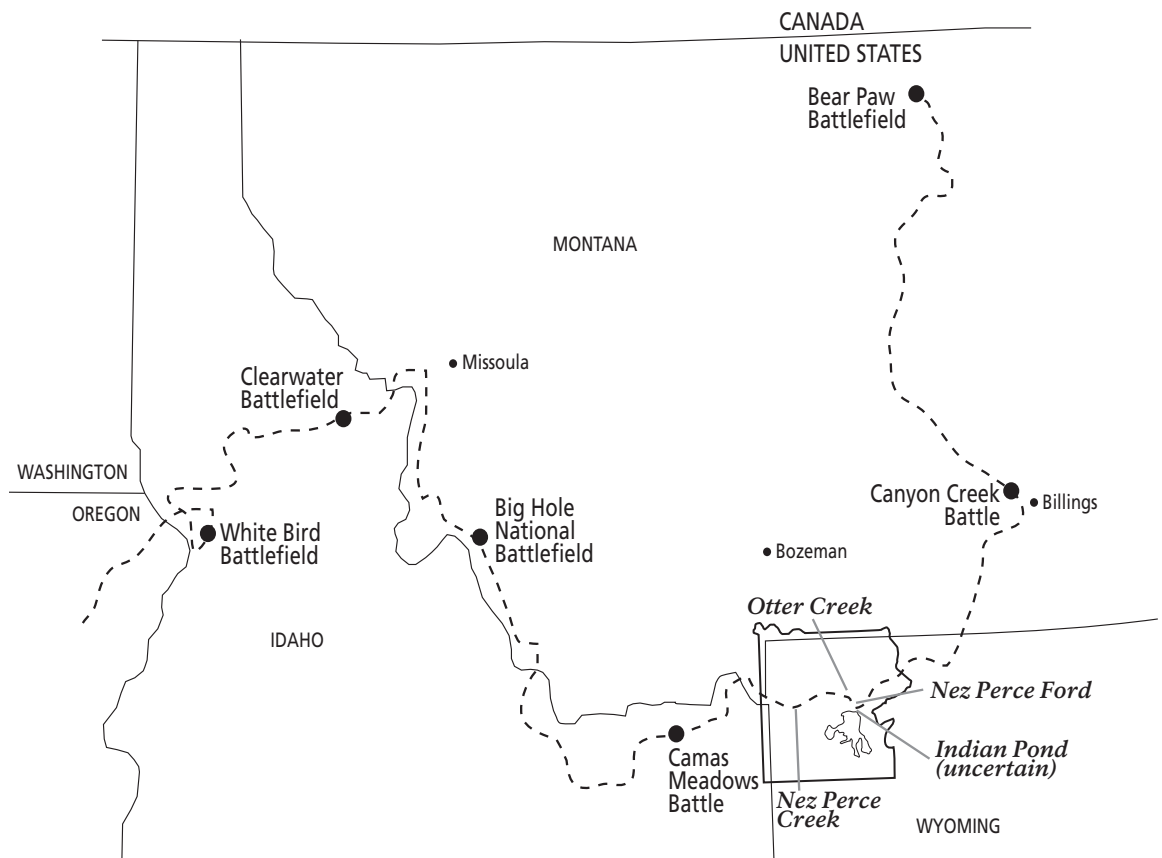 CANADA
UNITED STATES
Bear Paw
Battlefield
MONTANA
Missoula
Clearwater
Battlefield
WASHINGTON
OREGON
White Bird
Battlefield
Big Hole
National
Battlefield
Canyon Creek
Battle
Billings
Bozeman
Otter Creek
IDAHO
Nez Perce Ford
Indian Pond
(uncertain)
Camas
Meadows
Battle
Nez Perce
Creek
WYOMING